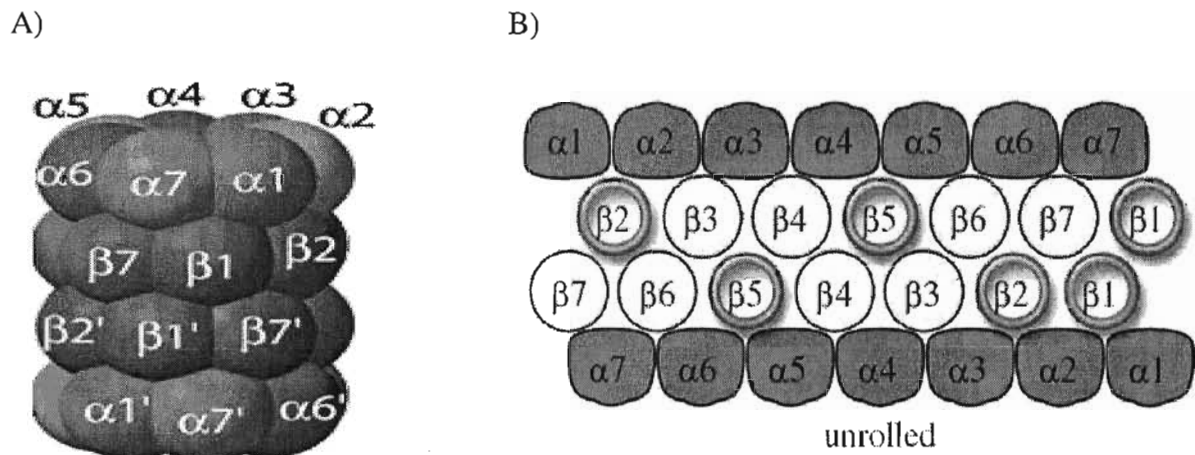 A)
B)
α5 α4 α3 α2
α6 α7 α1
β7 β1 β2
β2' β1' β7'
α1' α7' α6'
α1 α2 α3 α4 α5 α6 α7
β2 β3 β4 β5 β6 β7 β1
β7 β6 β5 β4 β3 β2 β1
α7 α6 α5 α4 α3 α2 α1
unrolled